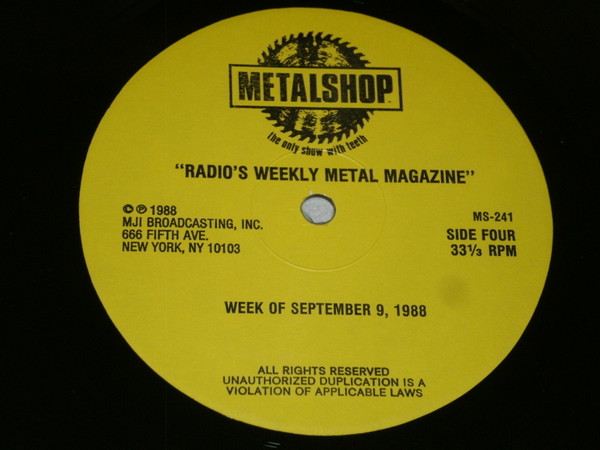 METALSHOP
the only show with teeth
"RADIO'S WEEKLY METAL MAGAZINE"
© ℗ 1988
MJI BROADCASTING, INC.
666 FIFTH AVE.
NEW YORK, NY 10103
MS-241
SIDE FOUR
33⅓ RPM
WEEK OF SEPTEMBER 9, 1988
ALL RIGHTS RESERVED
UNAUTHORIZED DUPLICATION IS A
VIOLATION OF APPLICABLE LAWS